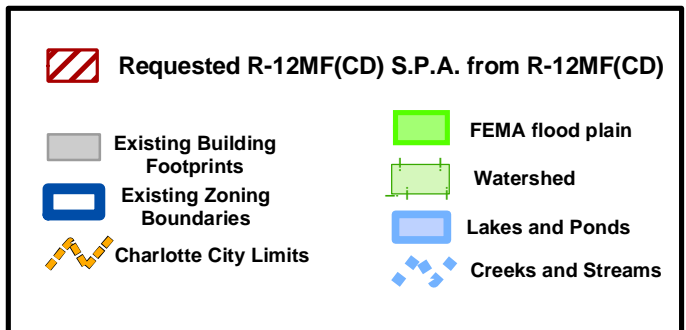 Requested R-12MF(CD) S.P.A. from R-12MF(CD)
Existing Building
Footprints
Existing Zoning
Boundaries
Charlotte City Limits
FEMA flood plain
Watershed
Lakes and Ponds
Creeks and Streams